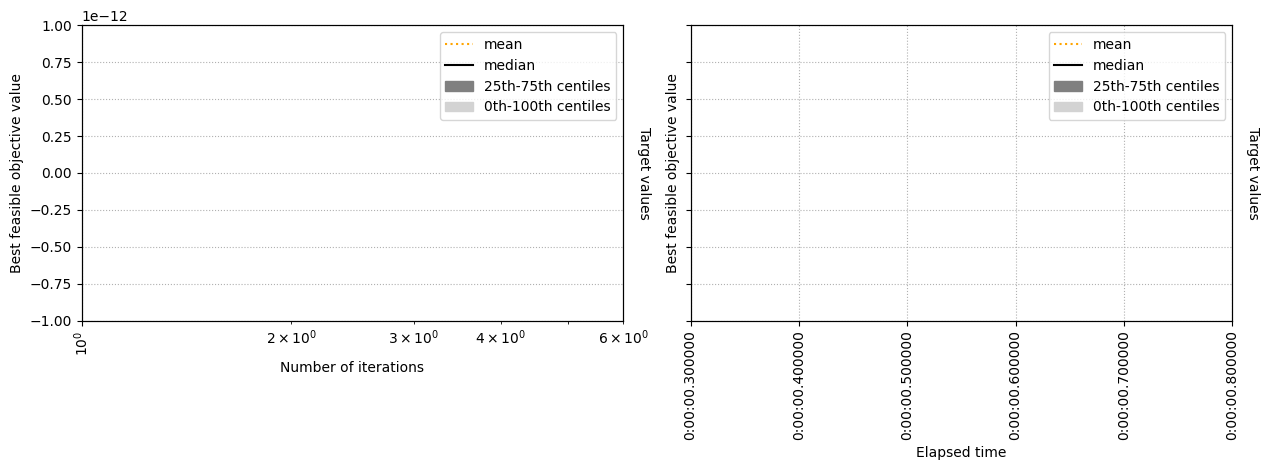 1e−12
1.00
0.75
0.50
0.25
0.00
−0.25
−0.50
−0.75
−1.00
Best feasible objective value
mean
median
25th-75th centiles
0th-100th centiles
Target values
10⁰
2 × 10⁰
3 × 10⁰
4 × 10⁰
6 × 10⁰
Number of iterations
Best feasible objective value
mean
median
25th-75th centiles
0th-100th centiles
Target values
0:00:00.300000
0:00:00.400000
0:00:00.500000
0:00:00.600000
0:00:00.700000
0:00:00.800000
Elapsed time